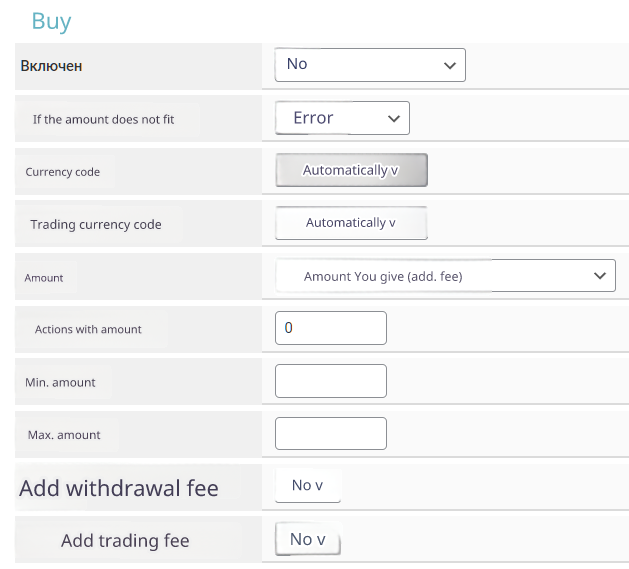 Buy
Включен No
If the amount does not fit Error
Currency code Automatically v
Trading currency code Automatically v
Amount Amount You give (add. fee)
Actions with amount 0
Min. amount
Max. amount
Add withdrawal fee No v
Add trading fee No v